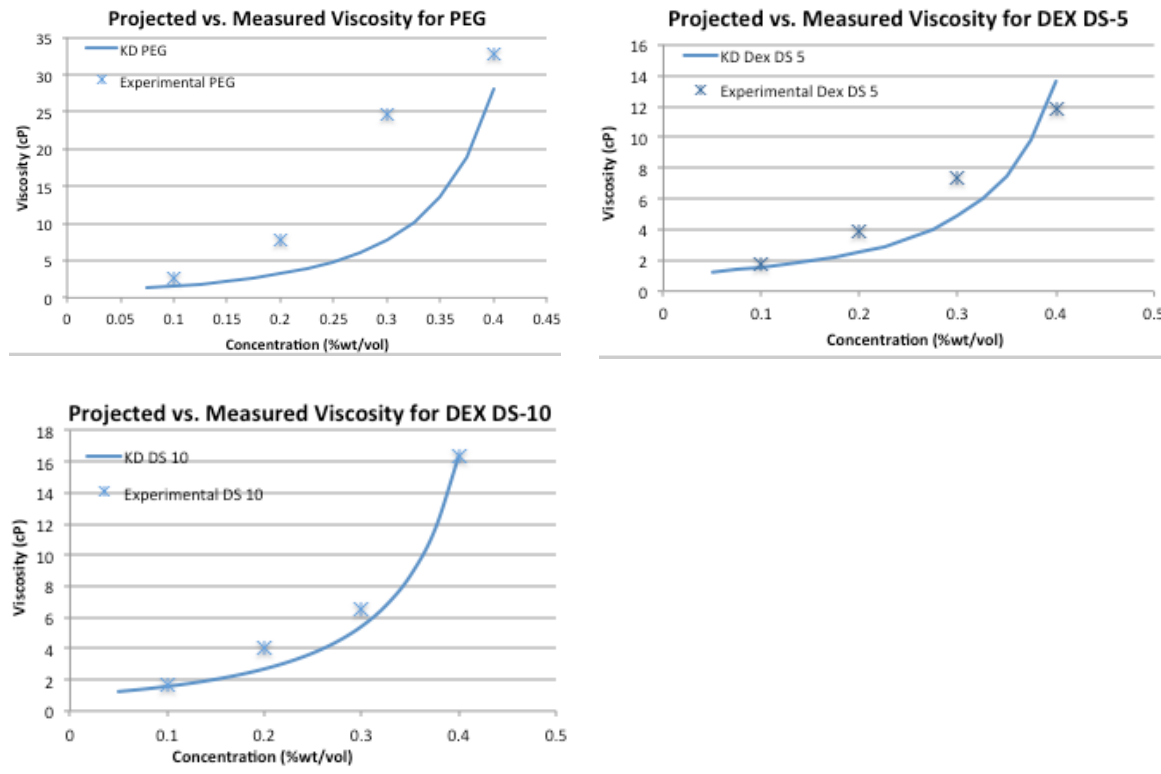 Projected vs. Measured Viscosity for PEG
35
30
25
20
15
10
5
0
Viscosity (cP)
KD PEG
Experimental PEG
0 0.05 0.1 0.15 0.2 0.25 0.3 0.35 0.4 0.45
Concentration (%wt/vol)
Projected vs. Measured Viscosity for DEX DS-5
16
14
12
10
8
6
4
2
0
Viscosity (cP)
KD Dex DS 5
Experimental Dex DS 5
0 0.1 0.2 0.3 0.4 0.5
Concentration (%wt/vol)
Projected vs. Measured Viscosity for DEX DS-10
18
16
14
12
10
8
6
4
2
0
Viscosity (cP)
KD DS 10
Experimental DS 10
0 0.1 0.2 0.3 0.4 0.5
Concentration (%wt/vol)